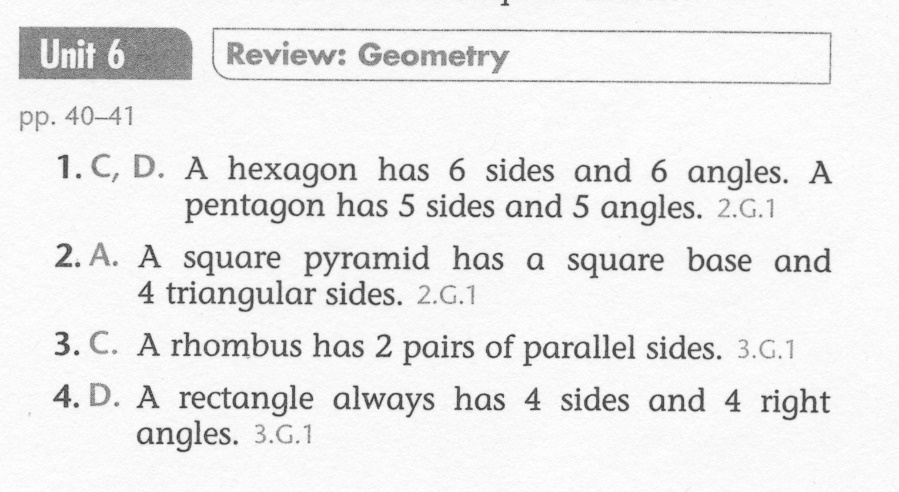 Unit 6 Review: Geometry
pp. 40–41
1. C, D. A hexagon has 6 sides and 6 angles. A
pentagon has 5 sides and 5 angles. 2.G.1
2. A. A square pyramid has a square base and
4 triangular sides. 2.G.1
3. C. A rhombus has 2 pairs of parallel sides. 3.G.1
4. D. A rectangle always has 4 sides and 4 right
angles. 3.G.1